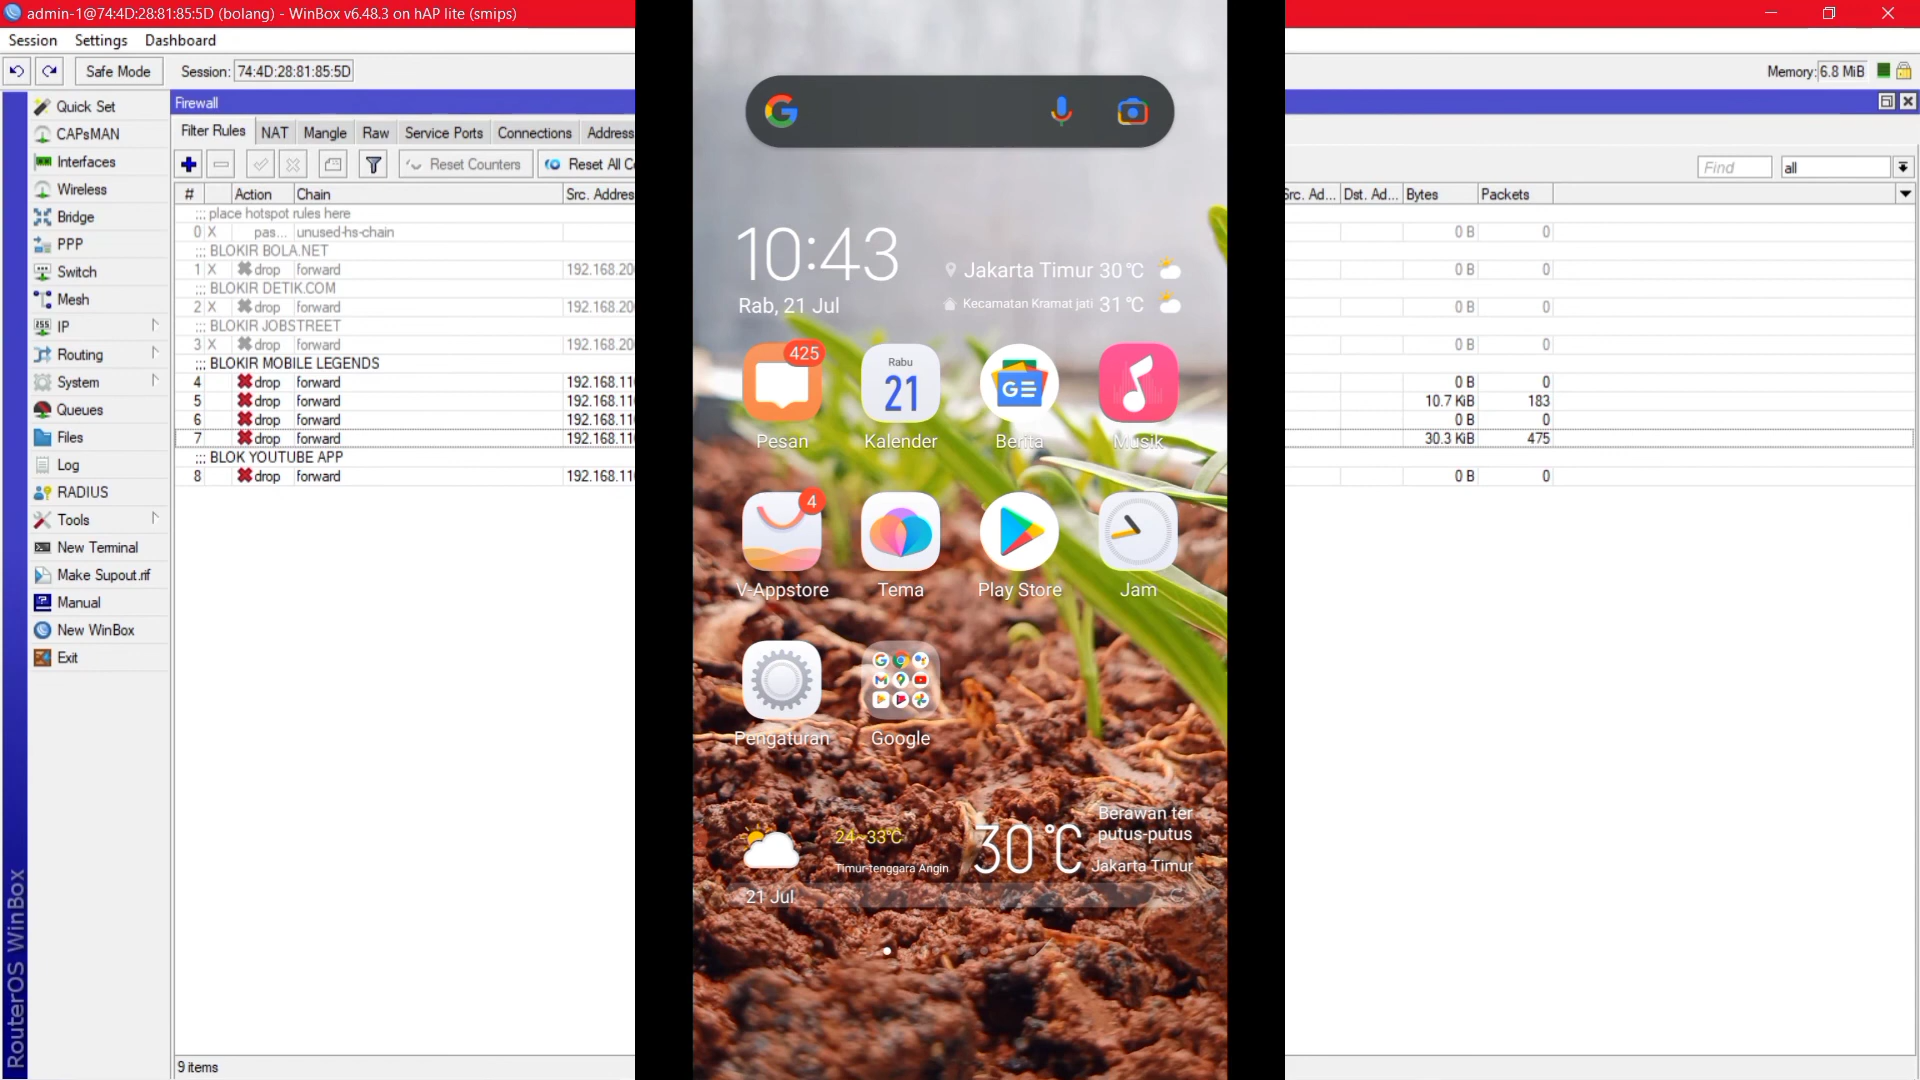 admin-1@74:4D:28:81:85:5D (bolang) - WinBox v6.48.3 on hAP lite (smips)
Session Settings Dashboard
Safe Mode Session: 74:4D:28:81:85:5D Memory: 6.8 MiB
Quick Set
CAPsMAN
Interfaces
Wireless
Bridge
PPP
Switch
Mesh
IP
Routing
System
Queues
Files
Log
RADIUS
Tools
New Terminal
Make Supout.rif
Manual
New WinBox
Exit
RouterOS WinBox
Firewall
Filter Rules NAT Mangle Raw Service Ports Connections Address
Reset Counters Reset All C Find all
# Action Chain Src. Addre Src. Ad... Dst. Ad... Bytes Packets
;;; place hotspot rules here
0 X pas... unused-hs-chain 0 B 0
;;; BLOKIR BOLA.NET
1 X drop forward 192.168.20 0 B 0
;;; BLOKIR DETIK.COM
2 X drop forward 192.168.20 0 B 0
;;; BLOKIR JOBSTREET
3 X drop forward 192.168.20 0 B 0
;;; BLOKIR MOBILE LEGENDS
4 drop forward 192.168.11 0 B 0
5 drop forward 192.168.11 10.7 KiB 183
6 drop forward 192.168.11 0 B 0
7 drop forward 192.168.11 30.3 KiB 475
;;; BLOK YOUTUBE APP
8 drop forward 192.168.11 0 B 0
9 items
10:43
Jakarta Timur 30℃
Rab, 21 Jul
Kecamatan Kramat jati 31℃
425
Rabu
21
GE
Pesan Kalender Berita Musik
4
V-Appstore Tema Play Store Jam
Pengaturan Google
24~33℃
Timur tenggara Angin
30℃
Berawan ter
putus-putus
Jakarta Timur
21 Jul